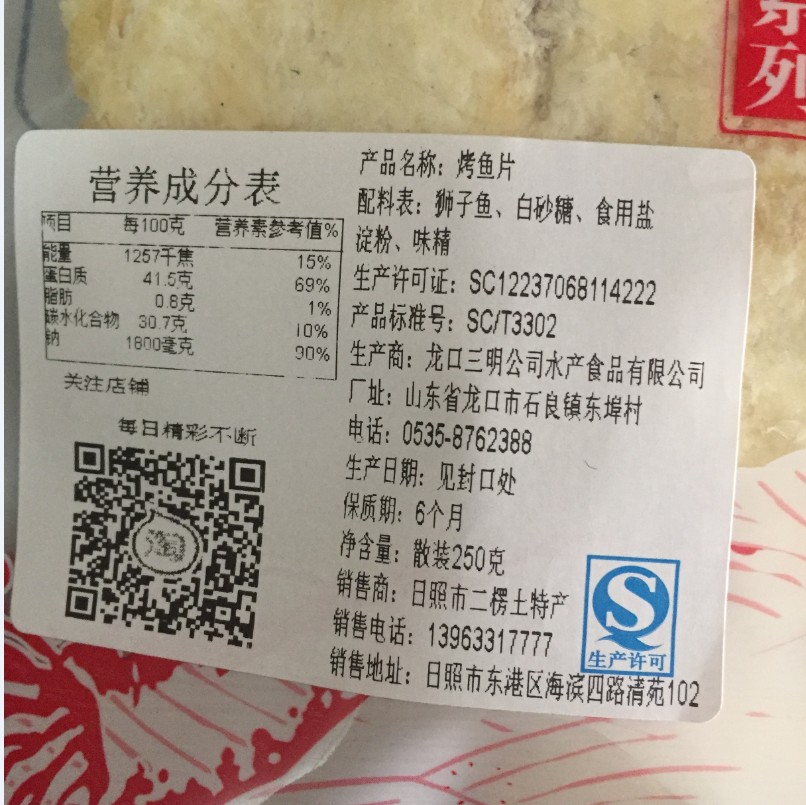 系
列
营养成分表
项目 每100克 营养素参考值%
能量 1257千焦 15%
蛋白质 41.5克 69%
脂肪 0.8克 1%
碳水化合物 30.7克 10%
钠 1800毫克 90%
关注店铺
每日精彩不断
淘
产品名称：烤鱼片
配料表：狮子鱼、白砂糖、食用盐
淀粉、味精
生产许可证：SC12237068114222
产品标准号：SC/T3302
生产商：龙口三明公司水产食品有限公司
厂址：山东省龙口市石良镇东埠村
电话：0535-8762388
生产日期：见封口处
保质期：6个月
净含量：散装250克
销售商：日照市二楞土特产
销售电话：13963317777
销售地址：日照市东港区海滨四路清苑102
生产许可